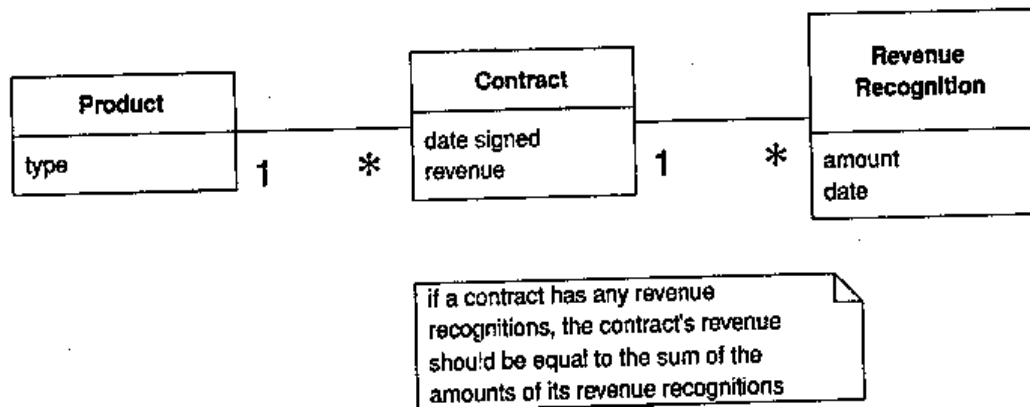 Product
type
1
*
Contract
date signed
revenue
1
*
Revenue
Recognition
amount
date
if a contract has any revenue
recognitions, the contract's revenue
should be equal to the sum of the
amounts of its revenue recognitions